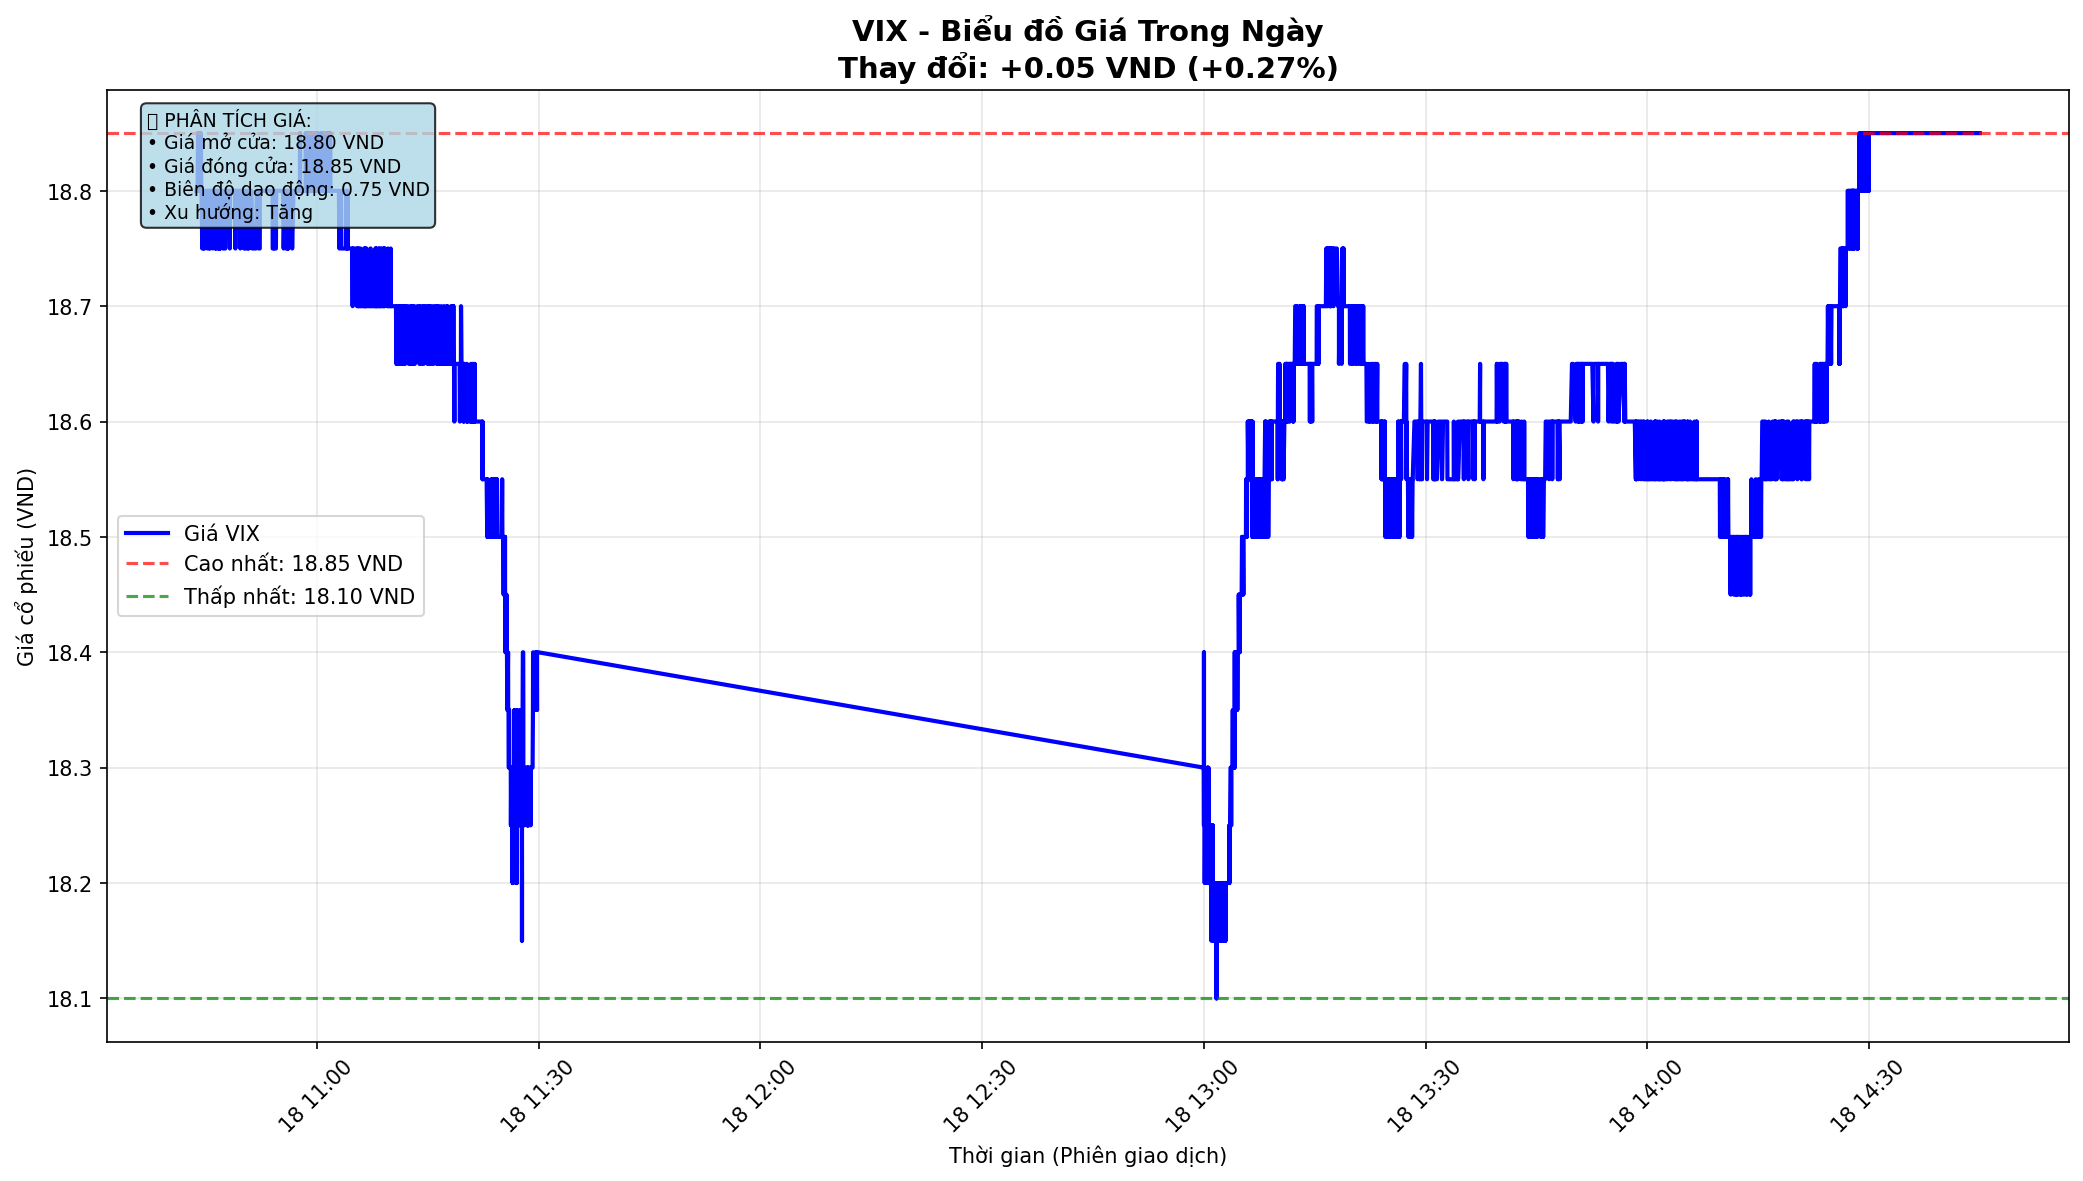 VIX - Biểu đồ Giá Trong Ngày
Thay đổi: +0.05 VND (+0.27%)
PHÂN TÍCH GIÁ:
• Giá mở cửa: 18.80 VND
• Giá đóng cửa: 18.85 VND
• Biên độ dao động: 0.75 VND
• Xu hướng: Tăng
Giá VIX
Cao nhất: 18.85 VND
Thấp nhất: 18.10 VND
Giá cổ phiếu (VND)
18.8
18.7
18.6
18.5
18.4
18.3
18.2
18.1
18 11:00
18 11:30
18 12:00
18 12:30
18 13:00
18 13:30
18 14:00
18 14:30
Thời gian (Phiên giao dịch)